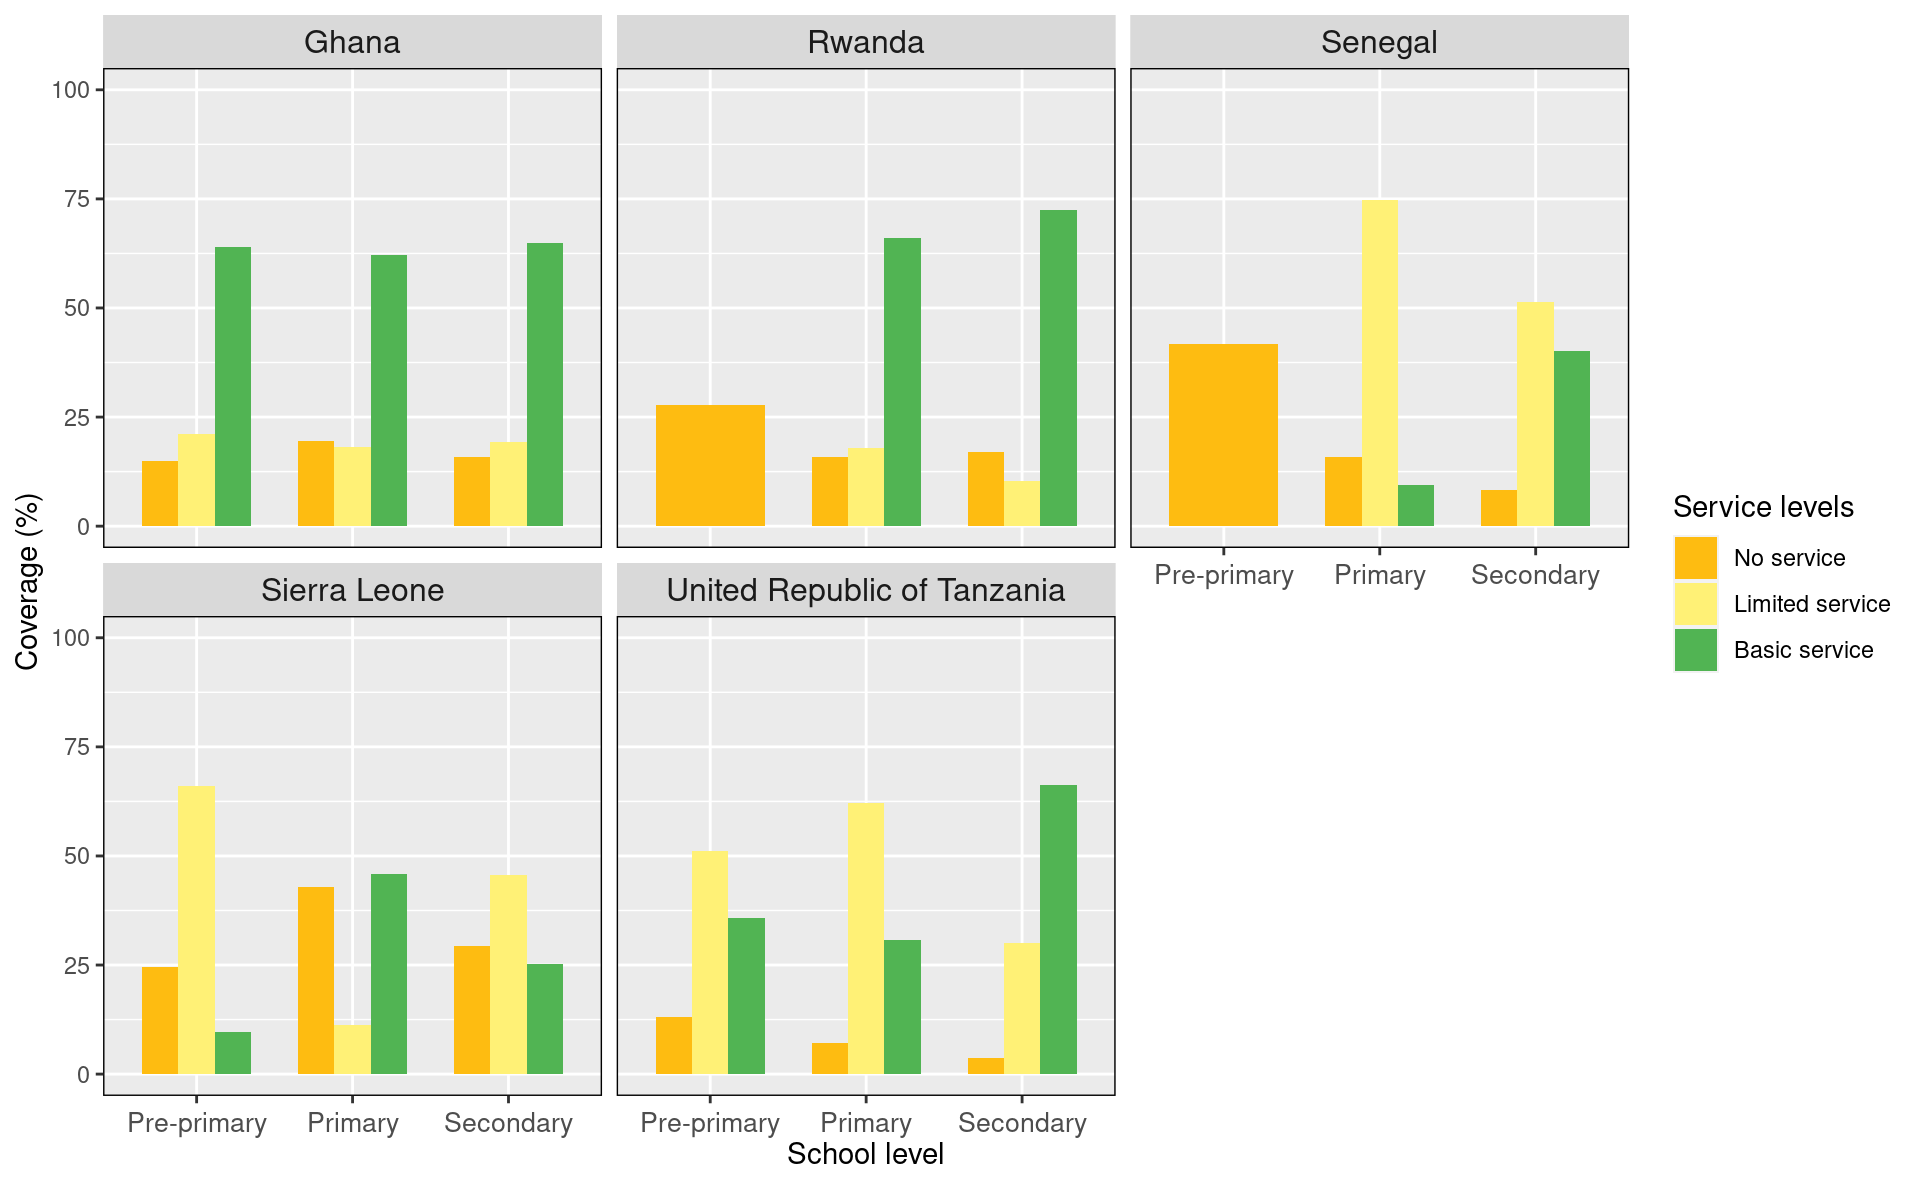 Ghana
Rwanda
Senegal
100
75
50
25
0
Pre-primary Primary Secondary
Sierra Leone
United Republic of Tanzania
100
75
50
25
0
Pre-primary Primary Secondary
Pre-primary Primary Secondary
School level
Coverage (%)
Service levels
No service
Limited service
Basic service